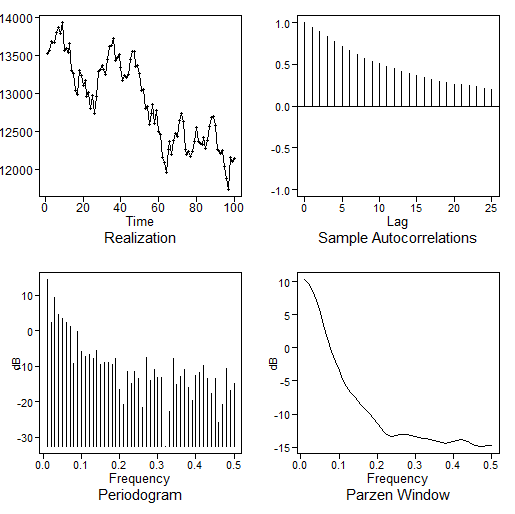 14000
13500
13000
12500
12000
0 20 40 60 80 100
Time
Realization
1.0
0.5
0.0
-0.5
-1.0
0 5 10 15 20 25
Lag
Sample Autocorrelations
10
0
-10
-20
-30
dB
0.0 0.1 0.2 0.3 0.4 0.5
Frequency
Periodogram
10
5
0
-5
-10
-15
dB
0.0 0.1 0.2 0.3 0.4 0.5
Frequency
Parzen Window